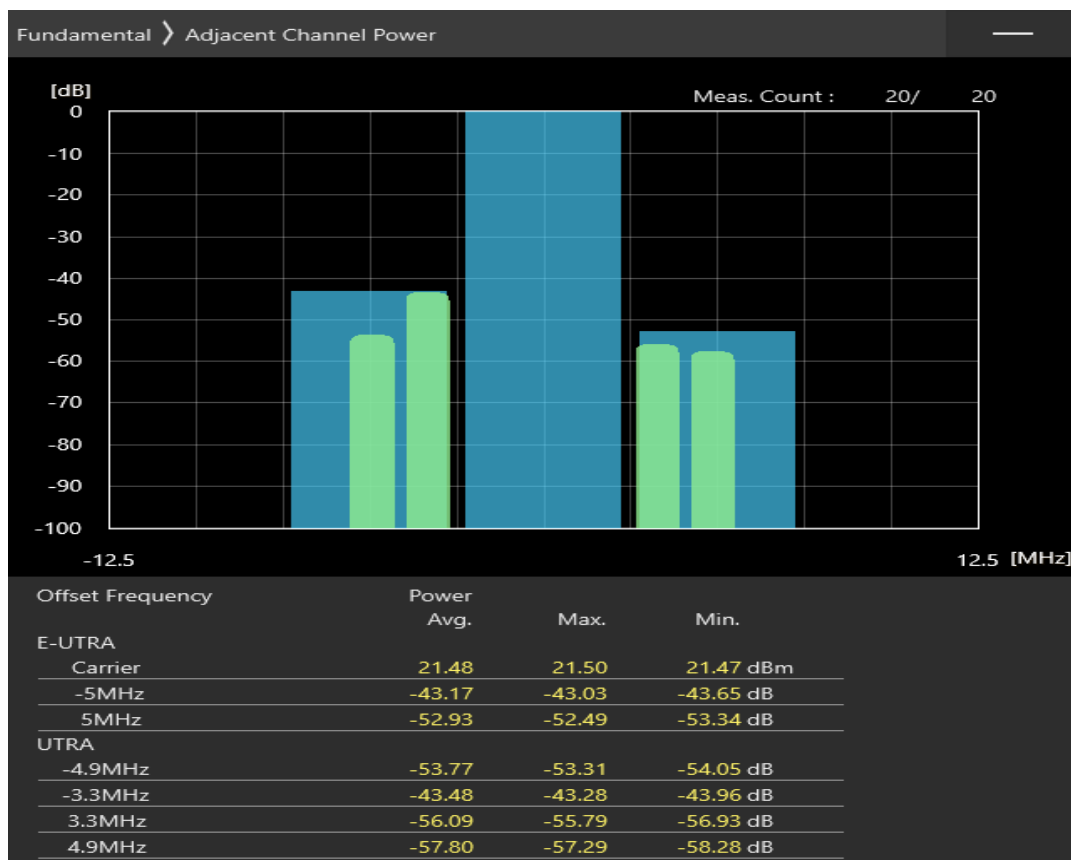 Fundamental ❯ Adjacent Channel Power
[dB]
Meas. Count : 20/ 20
0
-10
-20
-30
-40
-50
-60
-70
-80
-90
-100
-12.5 12.5 [MHz]
Offset Frequency Power
Avg. Max. Min.
E-UTRA
Carrier 21.48 21.50 21.47 dBm
-5MHz -43.17 -43.03 -43.65 dB
5MHz -52.93 -52.49 -53.34 dB
UTRA
-4.9MHz -53.77 -53.31 -54.05 dB
-3.3MHz -43.48 -43.28 -43.96 dB
3.3MHz -56.09 -55.79 -56.93 dB
4.9MHz -57.80 -57.29 -58.28 dB